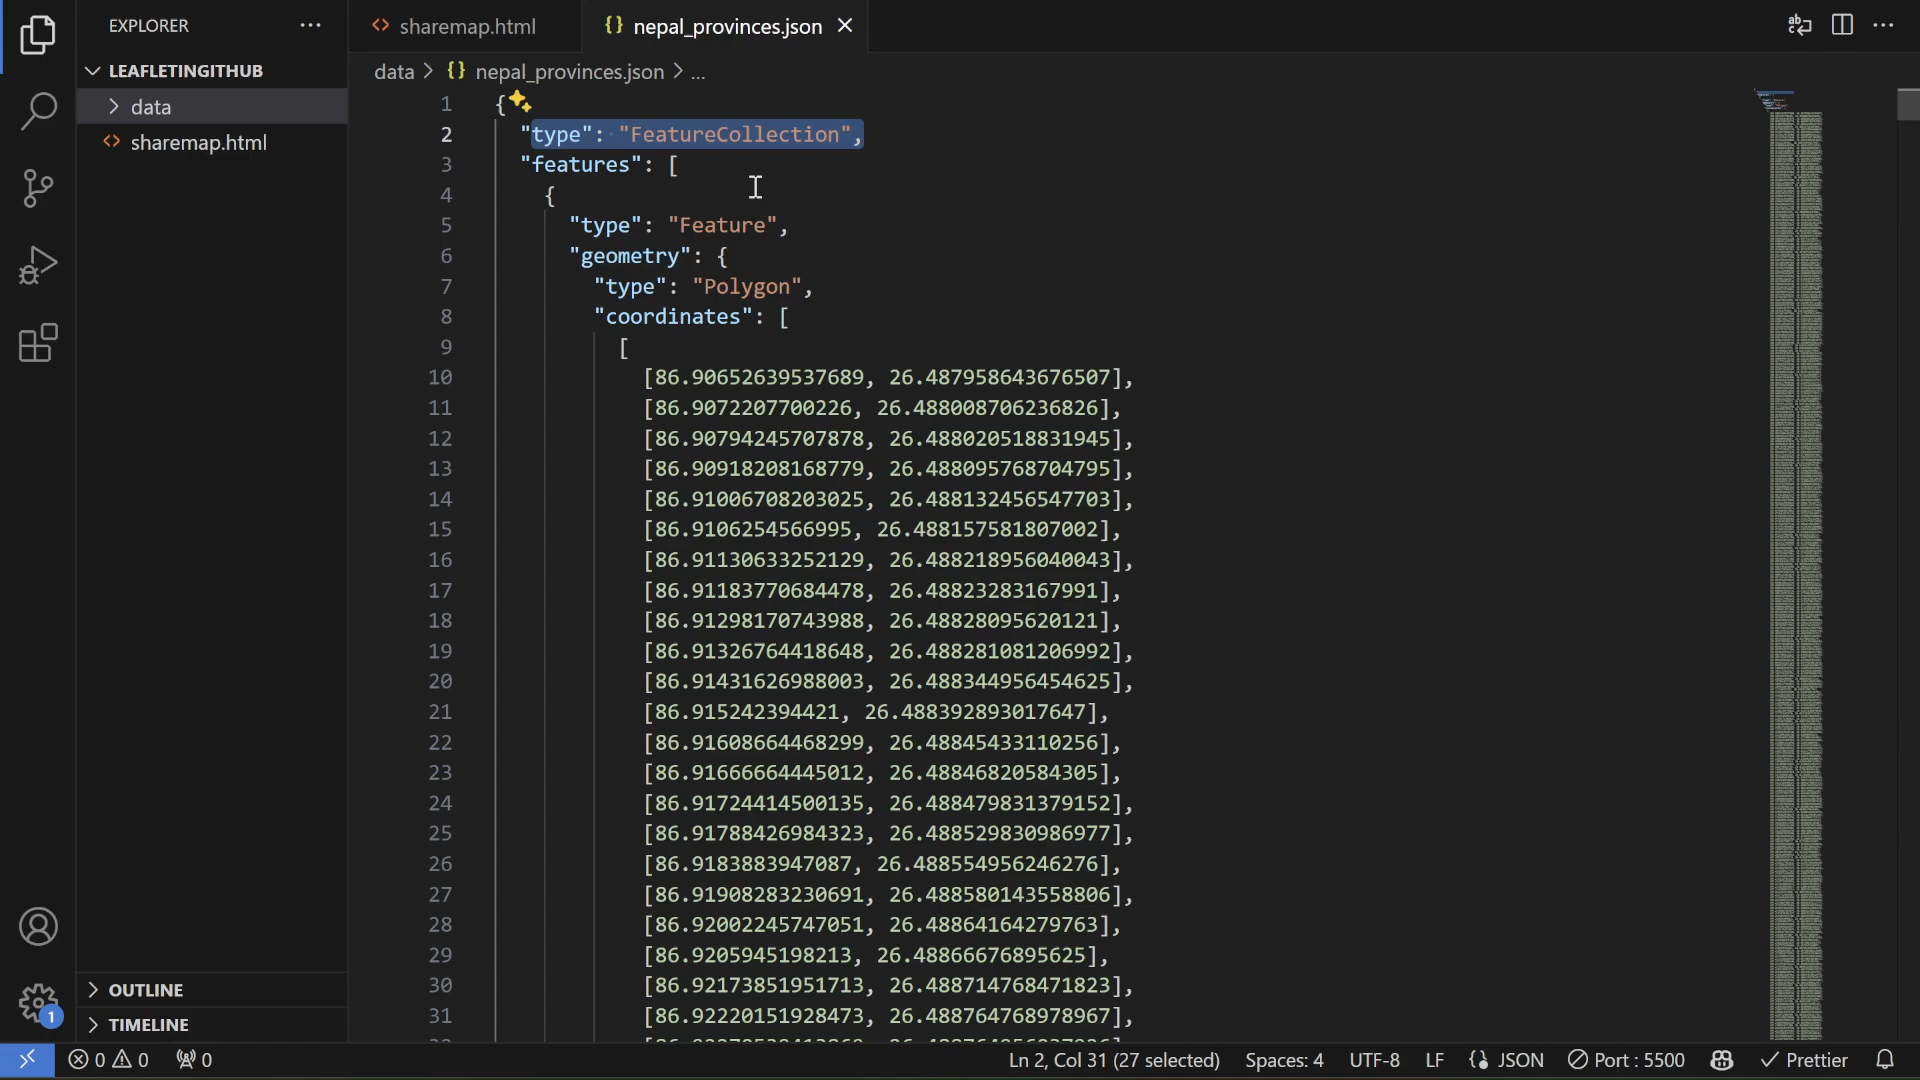 EXPLORER
LEAFLETINGITHUB
data
sharemap.html
OUTLINE
TIMELINE
sharemap.html
nepal_provinces.json
data > {} nepal_provinces.json > ...
1 {
2 "type": "FeatureCollection",
3 "features": [
4 {
5 "type": "Feature",
6 "geometry": {
7 "type": "Polygon",
8 "coordinates": [
9 [
10 [86.90652639537689, 26.487958643676507],
11 [86.9072207700226, 26.488008706236826],
12 [86.90794245707878, 26.488020518831945],
13 [86.90918208168779, 26.488095768704795],
14 [86.91006708203025, 26.488132456547703],
15 [86.9106254566995, 26.488157581807002],
16 [86.91130633252129, 26.488218956040043],
17 [86.91183770684478, 26.48823283167991],
18 [86.91298170743988, 26.48828095620121],
19 [86.91326764418648, 26.488281081206992],
20 [86.91431626988003, 26.488344956454625],
21 [86.915242394421, 26.488392893017647],
22 [86.91608664468299, 26.48845433110256],
23 [86.91666664445012, 26.48846820584305],
24 [86.91724414500135, 26.488479831379152],
25 [86.91788426984323, 26.488529830986977],
26 [86.9183883947087, 26.488554956246276],
27 [86.91908283230691, 26.488580143558806],
28 [86.92002245747051, 26.48864164279763],
29 [86.9205945198213, 26.48866676895625],
30 [86.92173851951713, 26.488714768471823],
31 [86.92220151928473, 26.488764768978967],
0 0 0 Ln 2, Col 31 (27 selected) Spaces: 4 UTF-8 LF {} JSON Port : 5500 Prettier
1